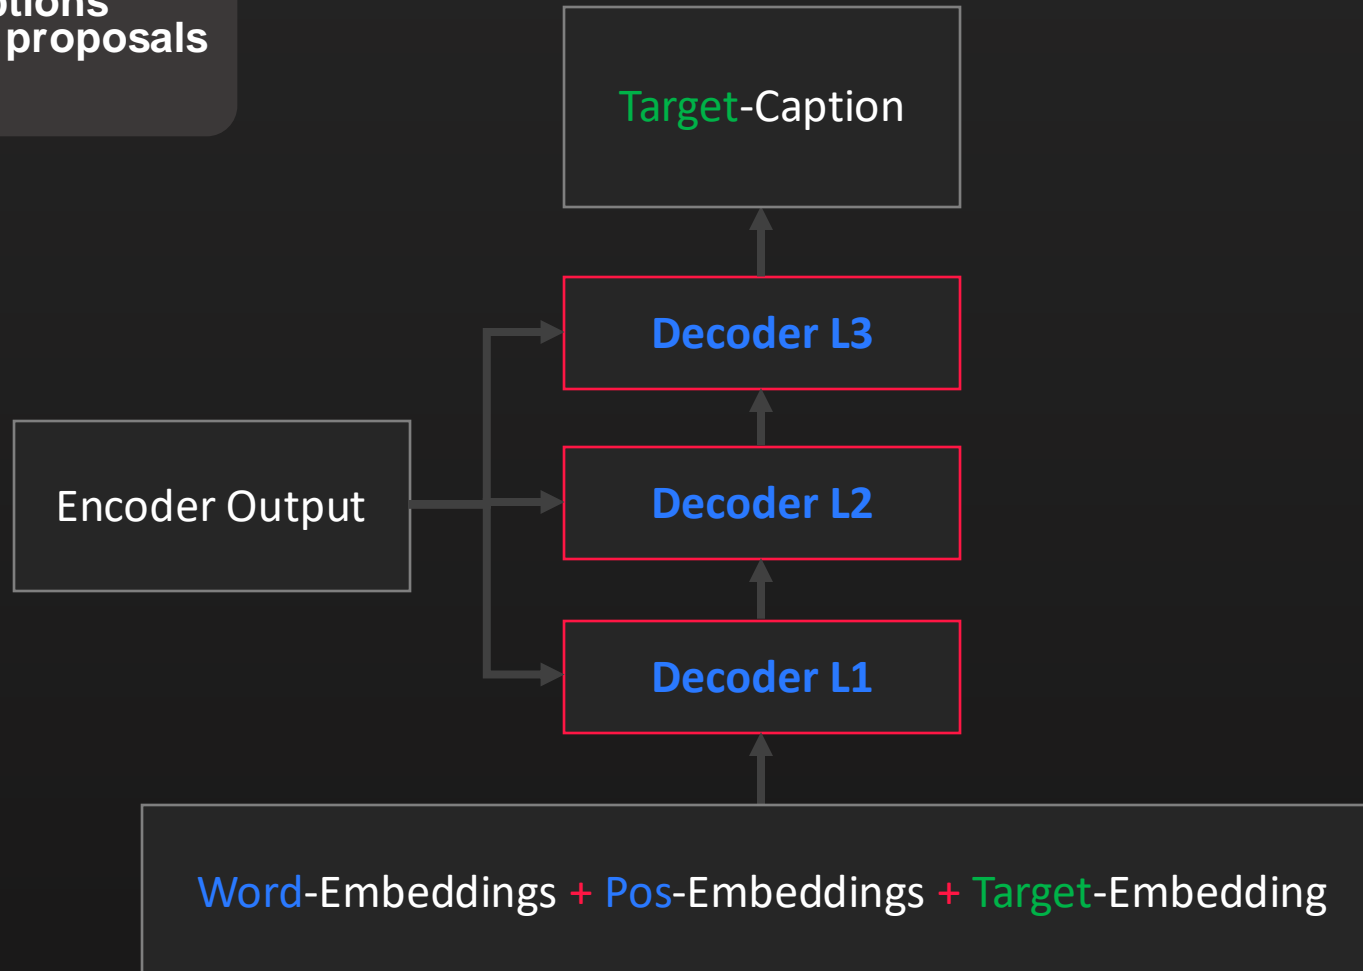 proposals
Target-Caption
Decoder L3
Encoder Output
Decoder L2
Decoder L1
Word-Embeddings + Pos-Embeddings + Target-Embedding